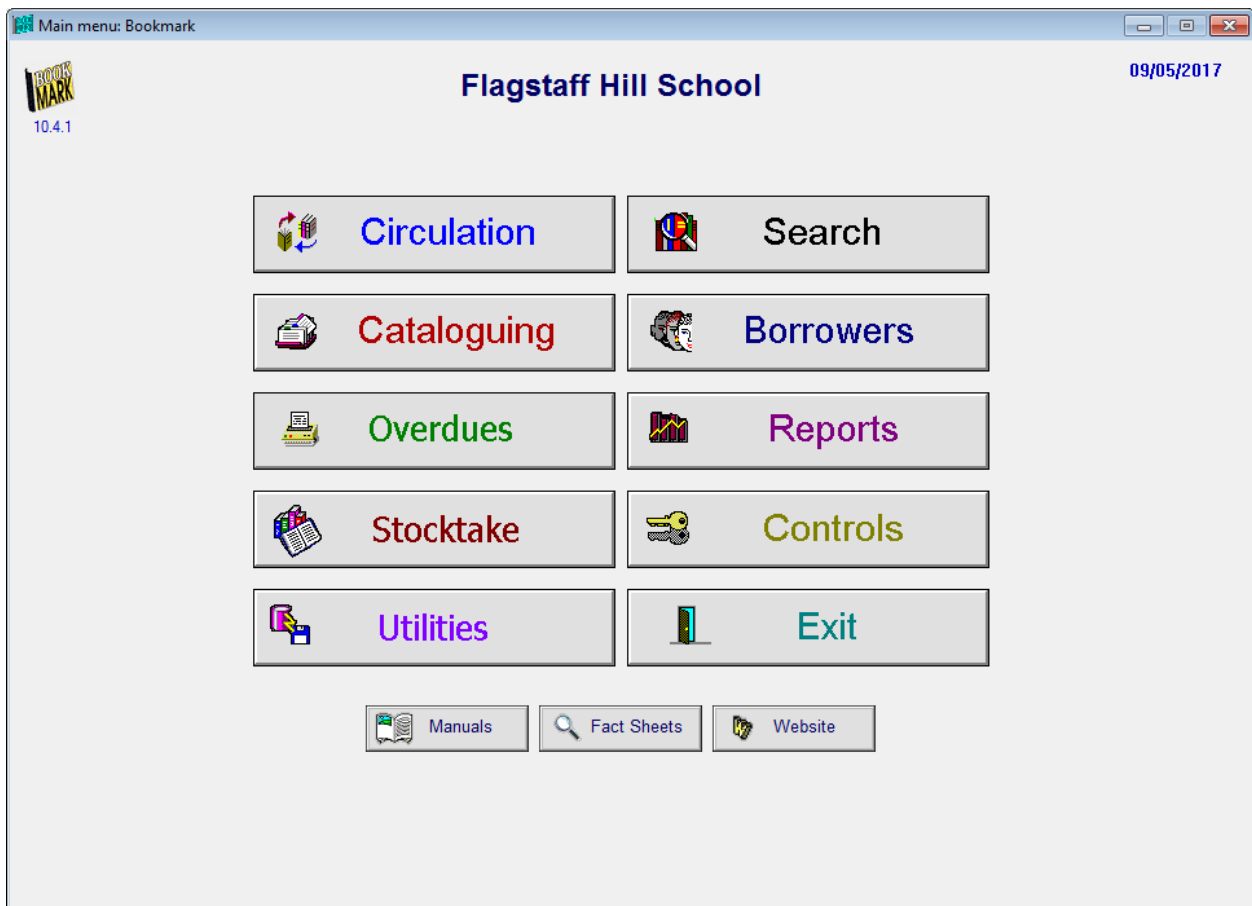 Main menu: Bookmark
BOOK
MARK
Flagstaff Hill School
09/05/2017
10.4.1
Circulation
Search
Cataloguing
Borrowers
Overdues
Reports
Stocktake
Controls
Utilities
Exit
Manuals
Fact Sheets
Website